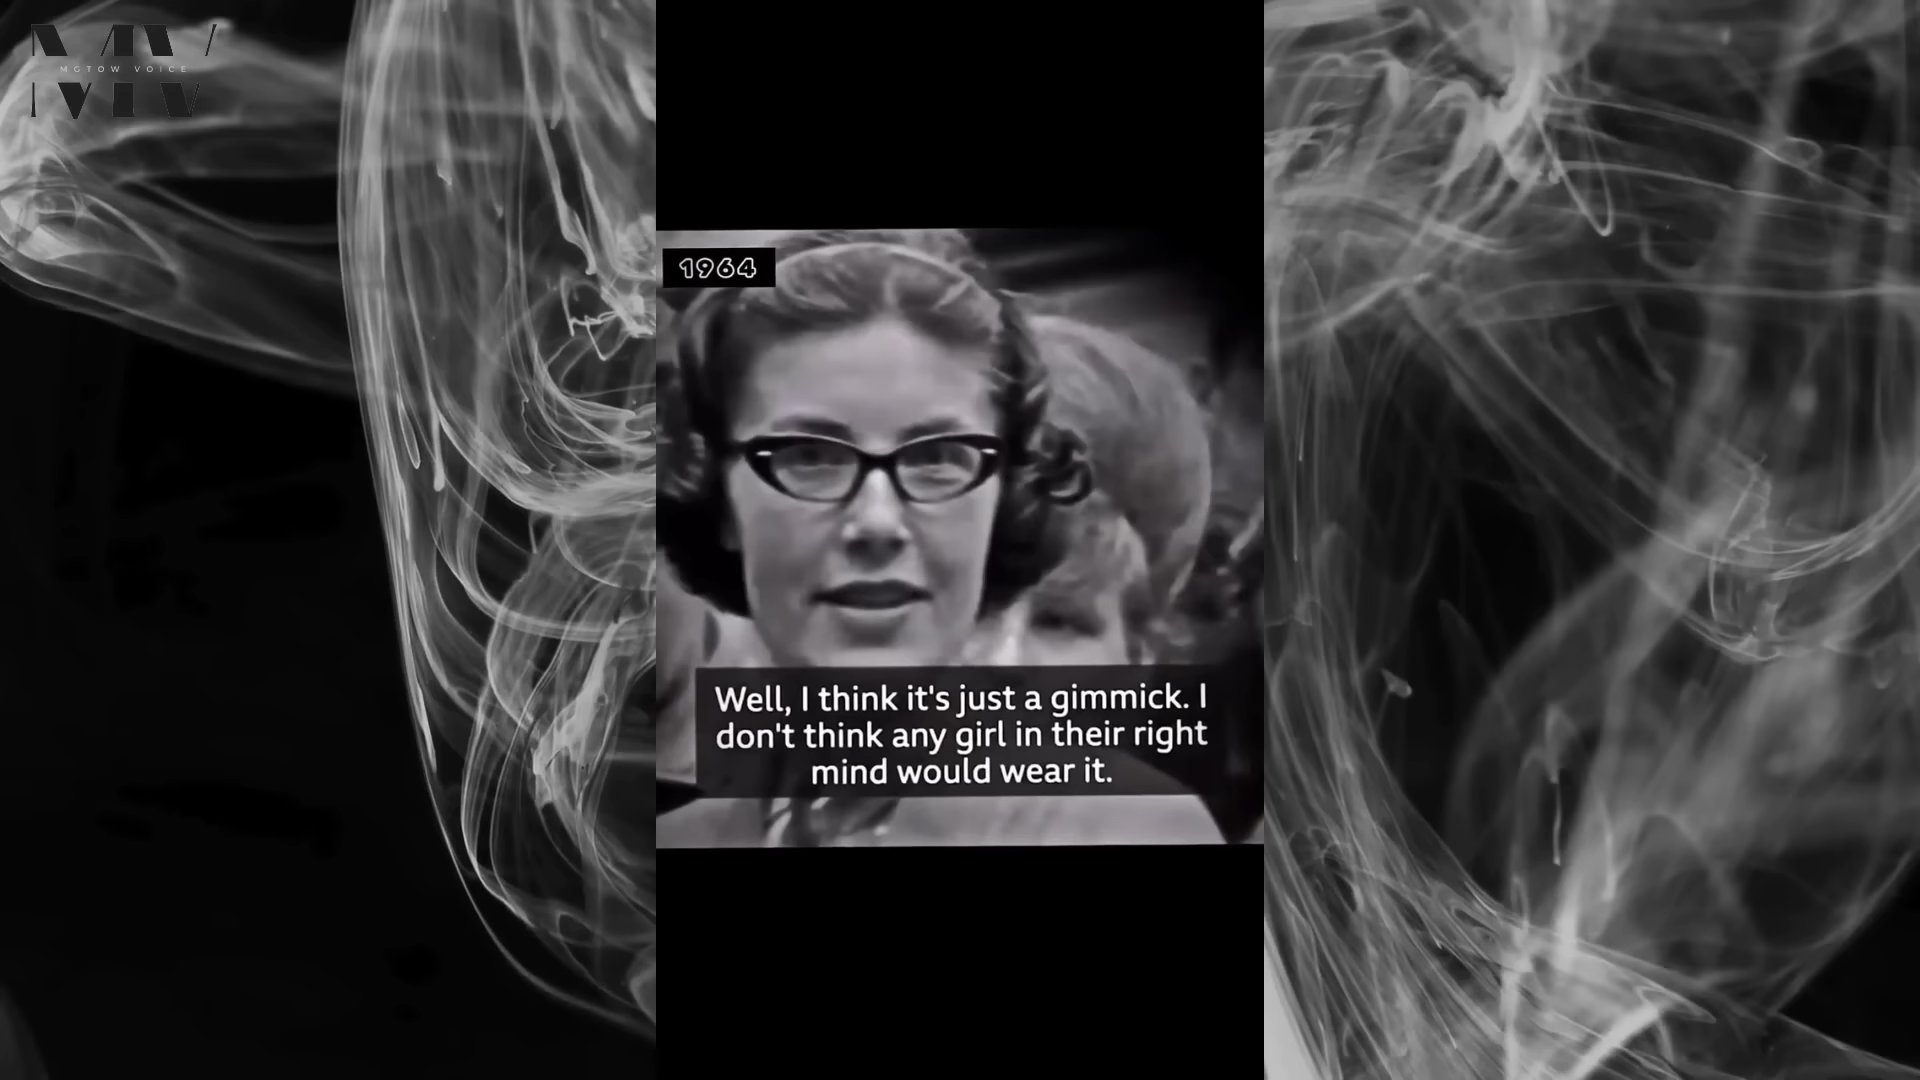 MV
MGTOW VOICE
1964
Well, I think it's just a gimmick. I
don't think any girl in their right
mind would wear it.